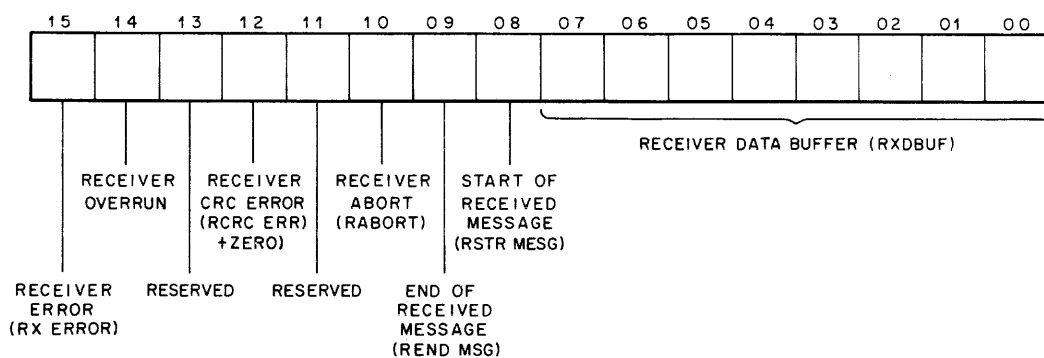 15 14 13 12 11 10 09 08 07 06 05 04 03 02 01 00
RECEIVER DATA BUFFER (RXDBUF)
RECEIVER
OVERRUN
RECEIVER
CRC ERROR
(RCRC ERR)
+ZERO)
RECEIVER
ABORT
(RABORT)
START OF
RECEIVED
MESSAGE
(RSTR MESG)
RECEIVER
ERROR
(RX ERROR)
RESERVED
RESERVED
END OF
RECEIVED
MESSAGE
(REND MSG)